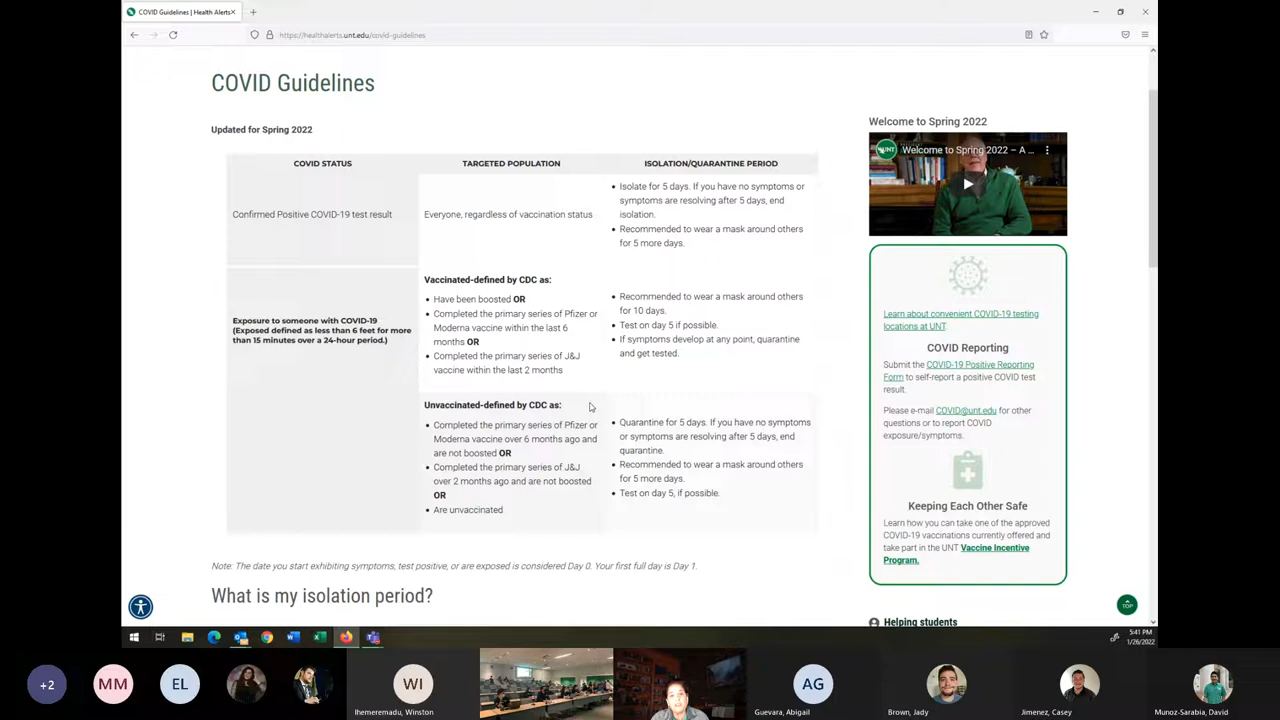 COVID Guidelines | Health Alerts
https://healthalerts.unt.edu/covid-guidelines
COVID Guidelines
Updated for Spring 2022
COVID STATUS
TARGETED POPULATION
ISOLATION/QUARANTINE PERIOD
Confirmed Positive COVID-19 test result
Everyone, regardless of vaccination status
• Isolate for 5 days. If you have no symptoms or
symptoms are resolving after 5 days, end
isolation.
• Recommended to wear a mask around others
for 5 more days.
Exposure to someone with COVID-19
(Exposed defined as less than 6 feet for more
than 15 minutes over a 24-hour period.)
Vaccinated-defined by CDC as:
• Have been boosted OR
• Completed the primary series of Pfizer or
Moderna vaccine within the last 6
months OR
• Completed the primary series of J&J
vaccine within the last 2 months
• Recommended to wear a mask around others
for 10 days.
• Test on day 5 if possible.
• If symptoms develop at any point, quarantine
and get tested.
Unvaccinated-defined by CDC as:
• Completed the primary series of Pfizer or
Moderna vaccine over 6 months ago and
are not boosted OR
• Completed the primary series of J&J
over 2 months ago and are not boosted
OR
• Are unvaccinated
• Quarantine for 5 days. If you have no symptoms
or symptoms are resolving after 5 days, end
quarantine.
• Recommended to wear a mask around others
for 5 more days.
• Test on day 5, if possible.
Note: The date you start exhibiting symptoms, test positive, or are exposed is considered Day 0. Your first full day is Day 1.
What is my isolation period?
Welcome to Spring 2022
UNT
Welcome to Spring 2022 – A ...
Learn about convenient COVID-19 testing
locations at UNT.
COVID Reporting
Submit the COVID-19 Positive Reporting
Form to self-report a positive COVID test
result.
Please e-mail COVID@unt.edu for other
questions or to report COVID
exposure/symptoms.
Keeping Each Other Safe
Learn how you can take one of the approved
COVID-19 vaccinations currently offered and
take part in the UNT Vaccine Incentive
Program.
Helping students
TOP
5:41 PM
1/26/2022
+2
MM
EL
WI
Ihemeremadu, Winston
AG
Guevara, Abigail
Brown, Jady
Jimenez, Casey
Munoz-Sarabia, David